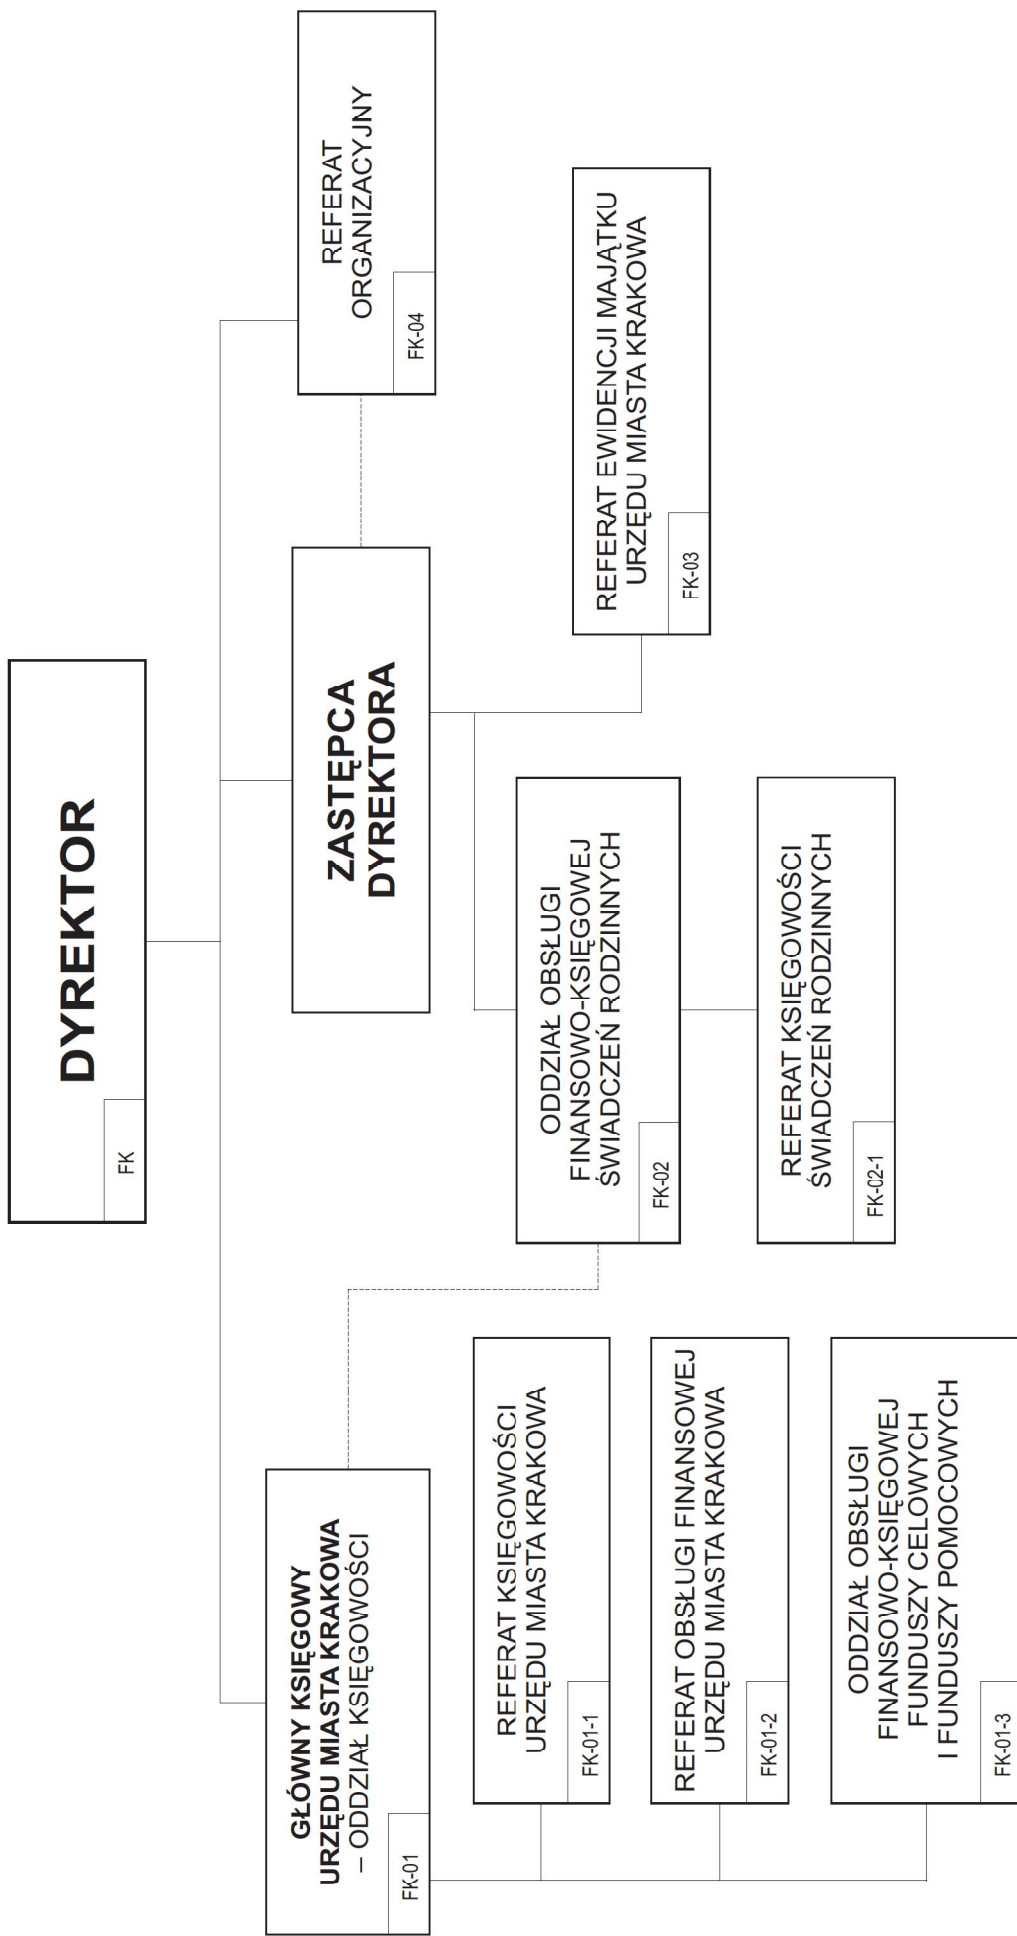 DYREKTOR
FK
GŁÓWNY KSIĘGOWY
URZĘDU MIASTA KRAKOWA
– ODDZIAŁ KSIĘGOWOŚCI
FK-01
ZASTĘPCA
DYREKTORA
REFERAT
ORGANIZACYJNY
FK-04
REFERAT KSIĘGOWOŚCI
URZĘDU MIASTA KRAKOWA
FK-01-1
REFERAT OBSŁUGI FINANSOWEJ
URZĘDU MIASTA KRAKOWA
FK-01-2
ODDZIAŁ OBSŁUGI
FINANSOWO-KSIĘGOWEJ
FUNDUSZY CELOWYCH
I FUNDUSZY POMOCOWYCH
FK-01-3
ODDZIAŁ OBSŁUGI
FINANSOWO-KSIĘGOWEJ
ŚWIADCZEŃ RODZINNYCH
FK-02
REFERAT KSIĘGOWOŚCI
ŚWIADCZEŃ RODZINNYCH
FK-02-1
REFERAT EWIDENCJI MAJĄTKU
URZĘDU MIASTA KRAKOWA
FK-03